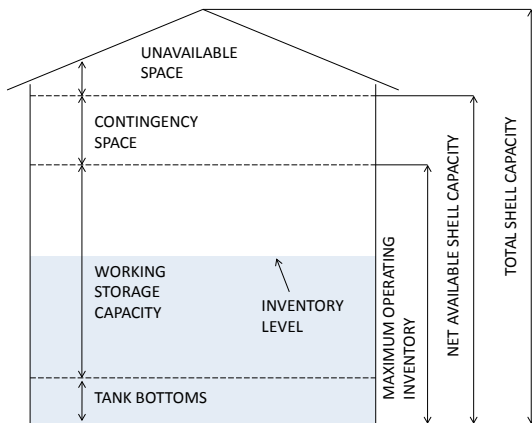 UNAVAILABLE
SPACE
CONTINGENCY
SPACE
WORKING
STORAGE
CAPACITY
INVENTORY
LEVEL
TANK BOTTOMS
MAXIMUM OPERATING
INVENTORY
NET AVAILABLE SHELL CAPACITY
TOTAL SHELL CAPACITY